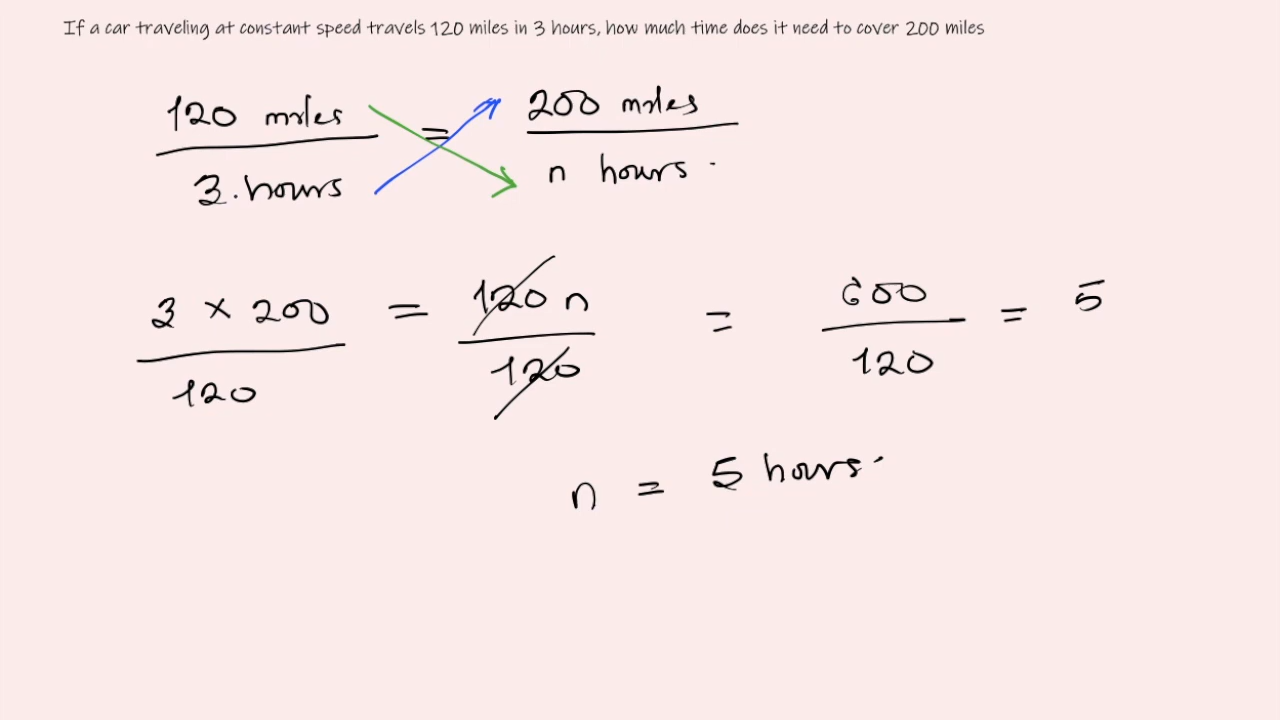 If a car traveling at constant speed travels 120 miles in 3 hours, how much time does it need to cover 200 miles
120 miles / 3 hours = 200 miles / n hours
3 × 200 / 120 = 120 n / 120 = 600 / 120 = 5
n = 5 hours